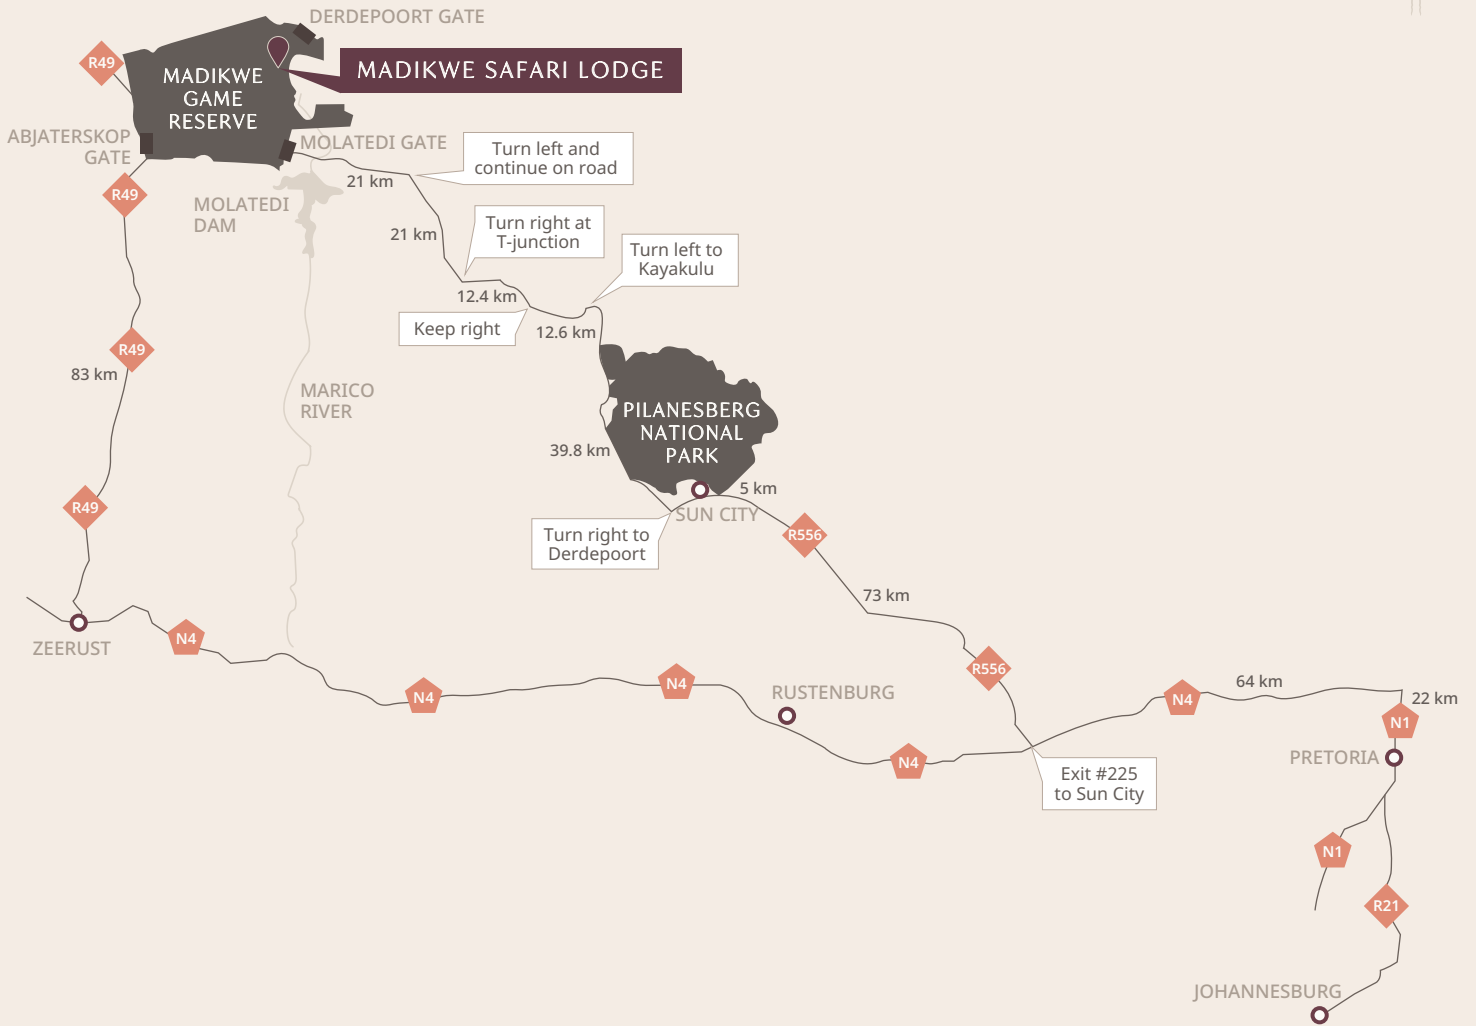 DERDEPOORT GATE
R49
MADIKWE SAFARI LODGE
MADIKWE
GAME
RESERVE
ABJATERSKOP
GATE
MOLATEDI GATE
Turn left and
continue on road
21 km
R49
MOLATEDI
DAM
Turn right at
T-junction
21 km
Turn left to
Kayakulu
12.4 km
Keep right
12.6 km
R49
83 km
MARICO
RIVER
PILANESBERG
NATIONAL
PARK
39.8 km
5 km
SUN CITY
R49
Turn right to
Derdepoort
R556
73 km
ZEERUST
N4
R556
N4
N4
RUSTENBURG
N4
64 km
22 km
N1
N4
PRETORIA
Exit #225
to Sun City
N1
R21
JOHANNESBURG